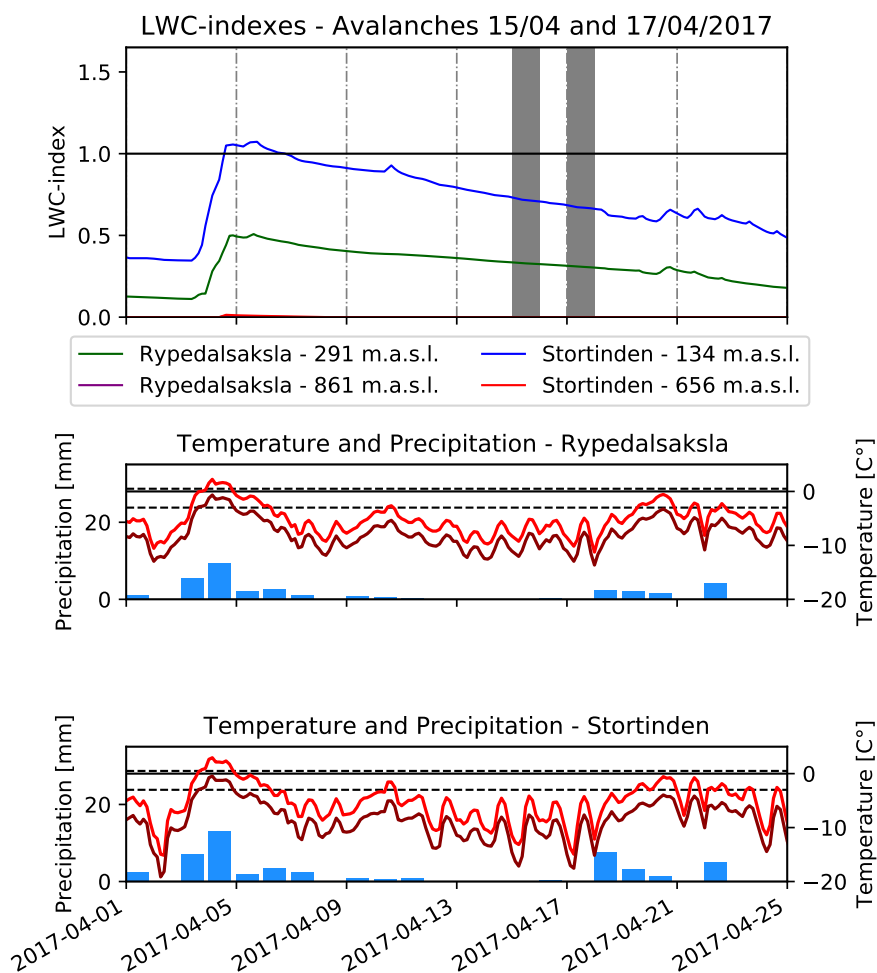 LWC-indexes - Avalanches 15/04 and 17/04/2017
LWC-index
1.5
1.0
0.5
0.0
Rypedalsaksla - 291 m.a.s.l.
Stortinden - 134 m.a.s.l.
Rypedalsaksla - 861 m.a.s.l.
Stortinden - 656 m.a.s.l.
Temperature and Precipitation - Rypedalsaksla
Precipitation [mm]
20
0
0
−10
−20
Temperature [C°]
Temperature and Precipitation - Stortinden
Precipitation [mm]
20
0
0
−10
−20
Temperature [C°]
2017-04-01
2017-04-05
2017-04-09
2017-04-13
2017-04-17
2017-04-21
2017-04-25